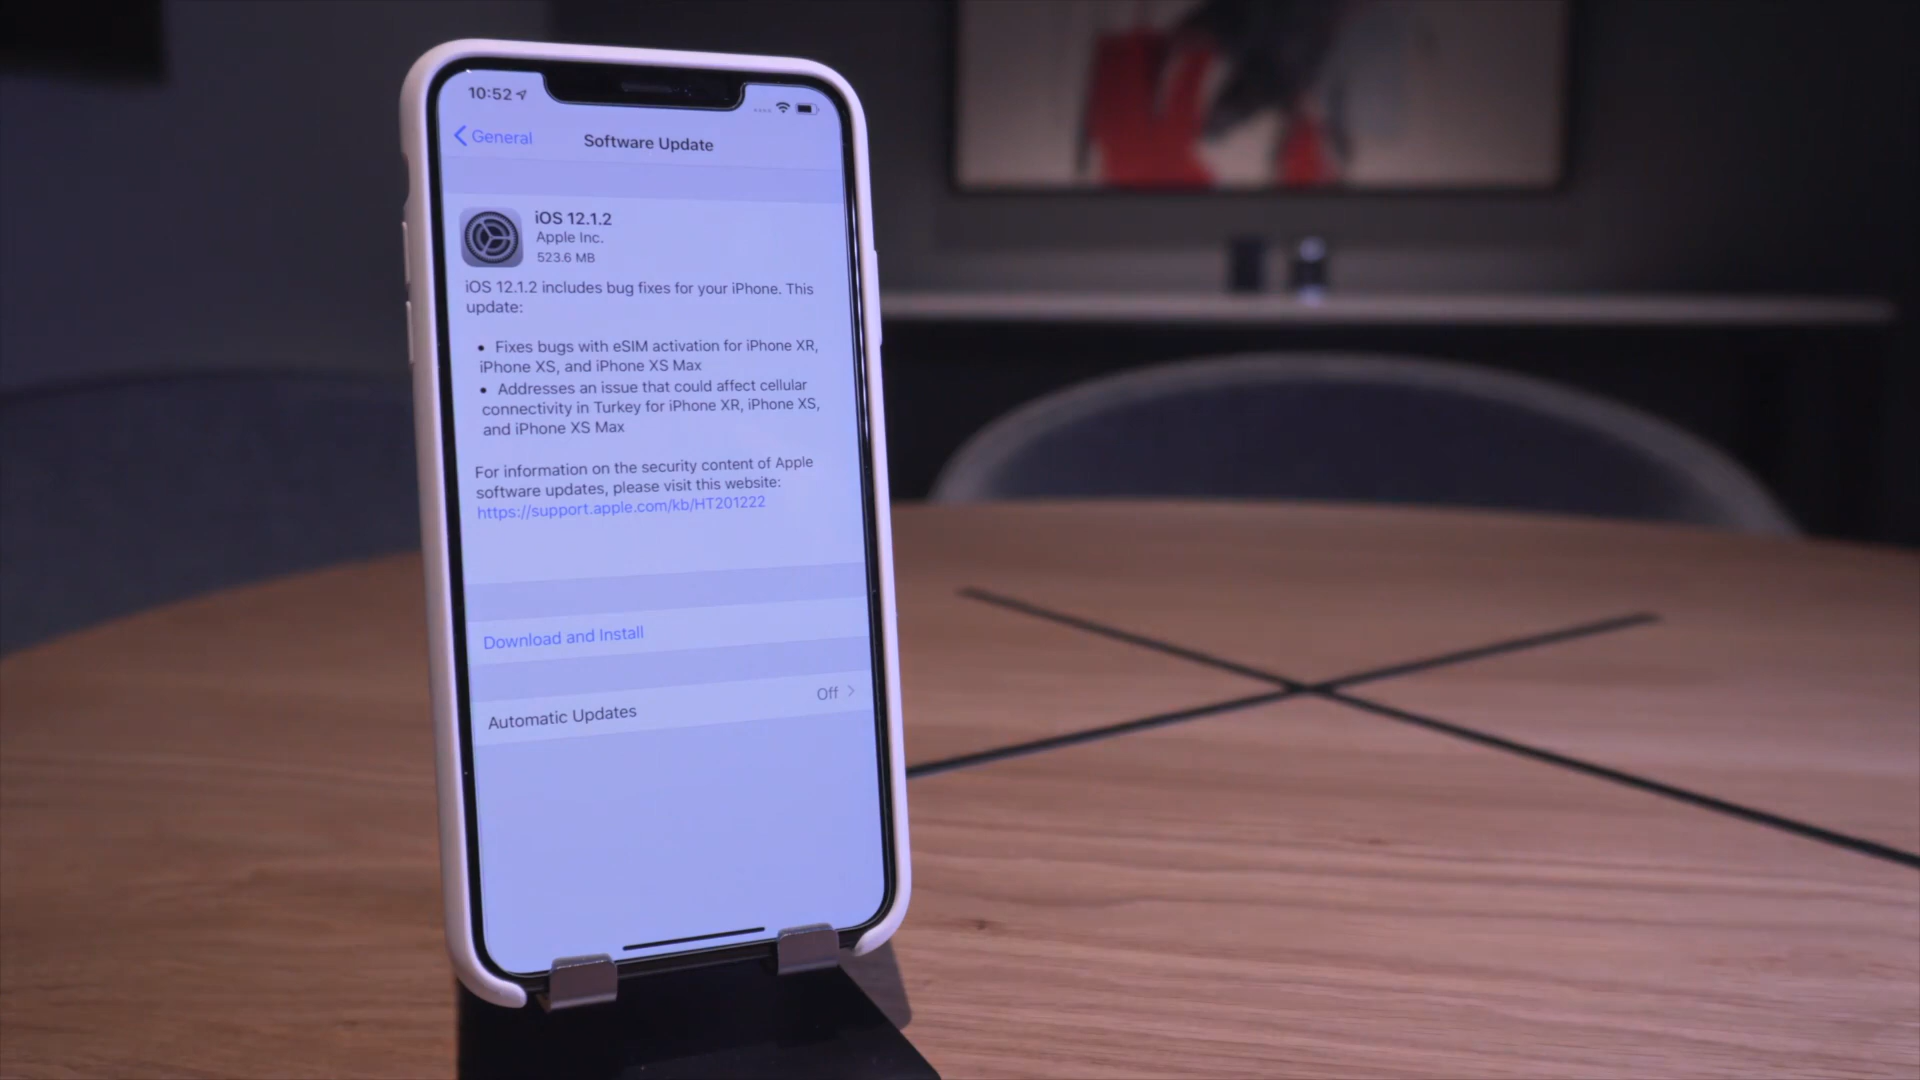 10:52
General
Software Update
iOS 12.1.2
Apple Inc.
523.6 MB
iOS 12.1.2 includes bug fixes for your iPhone. This
update:
• Fixes bugs with eSIM activation for iPhone XR,
iPhone XS, and iPhone XS Max
• Addresses an issue that could affect cellular
connectivity in Turkey for iPhone XR, iPhone XS,
and iPhone XS Max
For information on the security content of Apple
software updates, please visit this website:
https://support.apple.com/kb/HT201222
Download and Install
Automatic Updates Off